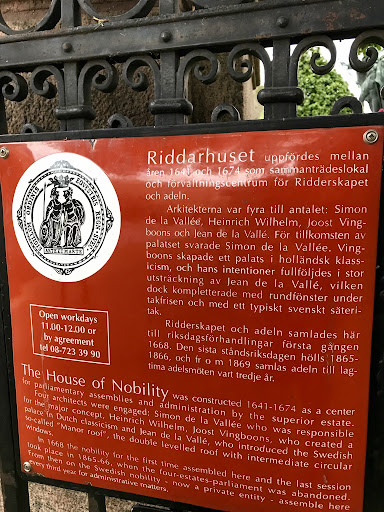 Riddarhuset uppfördes mellan
åren 1641 och 1674 som sammanträdeslokal
och förvaltningscentrum för Ridderskapet
och adeln.
Arkitekterna var fyra till antalet: Simon
de la Vallée, Heinrich Wilhelm, Joost Ving-
boons och Jean de la Vallé. För tillkomsten av
palatset svarade Simon de la Vallée. Ving-
boons skapade ett palats i holländsk klass-
icism, och hans intentioner fullföljdes i stor
utsträckning av Jean de la Vallé, vilken
dock kompletterade med rundfönster under
takfrisen och med ett typiskt svenskt säteri-
tak.
Ridderskapet och adeln samlades här
till riksdagsförhandlingar första gången
1668. Den sista ståndsriksdagen hölls 1865-
1866, och fr o m 1869 samlas adeln till lag-
tima adelsmöten vart tredje år.
Open workdays
11.00-12.00 or
by agreement
tel 08-723 39 90
The House of Nobility was constructed 1641-1674 as a center
for parliamentary assemblies and administration by the superior estate.
Four architects were engaged: Simon de la Vallée who was responsible
for the major concept, Heinrich Wilhelm, Joost Vingboons, who created a
palace in Dutch classicism and Jean de la Vallé, who introduced the Swedish
so-called "Manor roof", the double levelled roof with intermediate circular
windows.
In 1668 the nobility for the first time assembled here and the last session
took place in 1865-66, when the four-estates-parliament was abandoned.
From then on the Swedish nobility - now a private entity - assemble here
every third year for administrative matters.